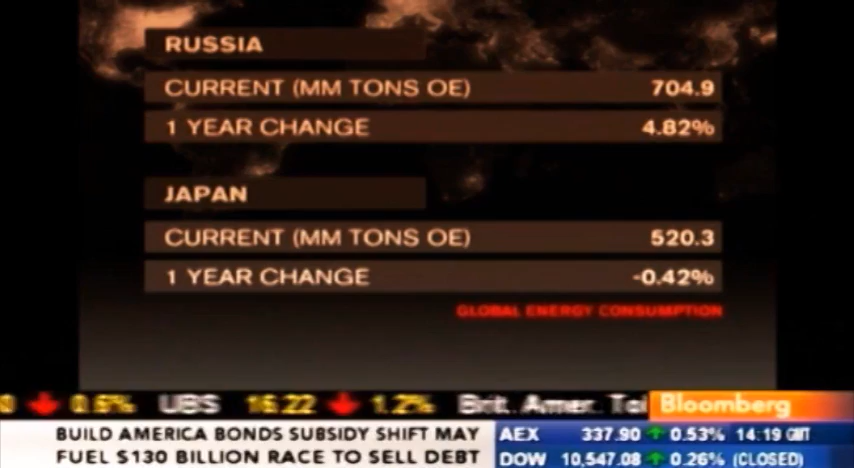 RUSSIA
CURRENT (MM TONS OE) 704.9
1 YEAR CHANGE 4.82%
JAPAN
CURRENT (MM TONS OE) 520.3
1 YEAR CHANGE -0.42%
GLOBAL ENERGY CONSUMPTION
0.6% UBS 16.22 1.2% Brit. Amer. Bloomberg
BUILD AMERICA BONDS SUBSIDY SHIFT MAY AEX 337.90 0.53% 14:19 GMT
FUEL $130 BILLION RACE TO SELL DEBT DOW 10,547.08 0.26% (CLOSED)